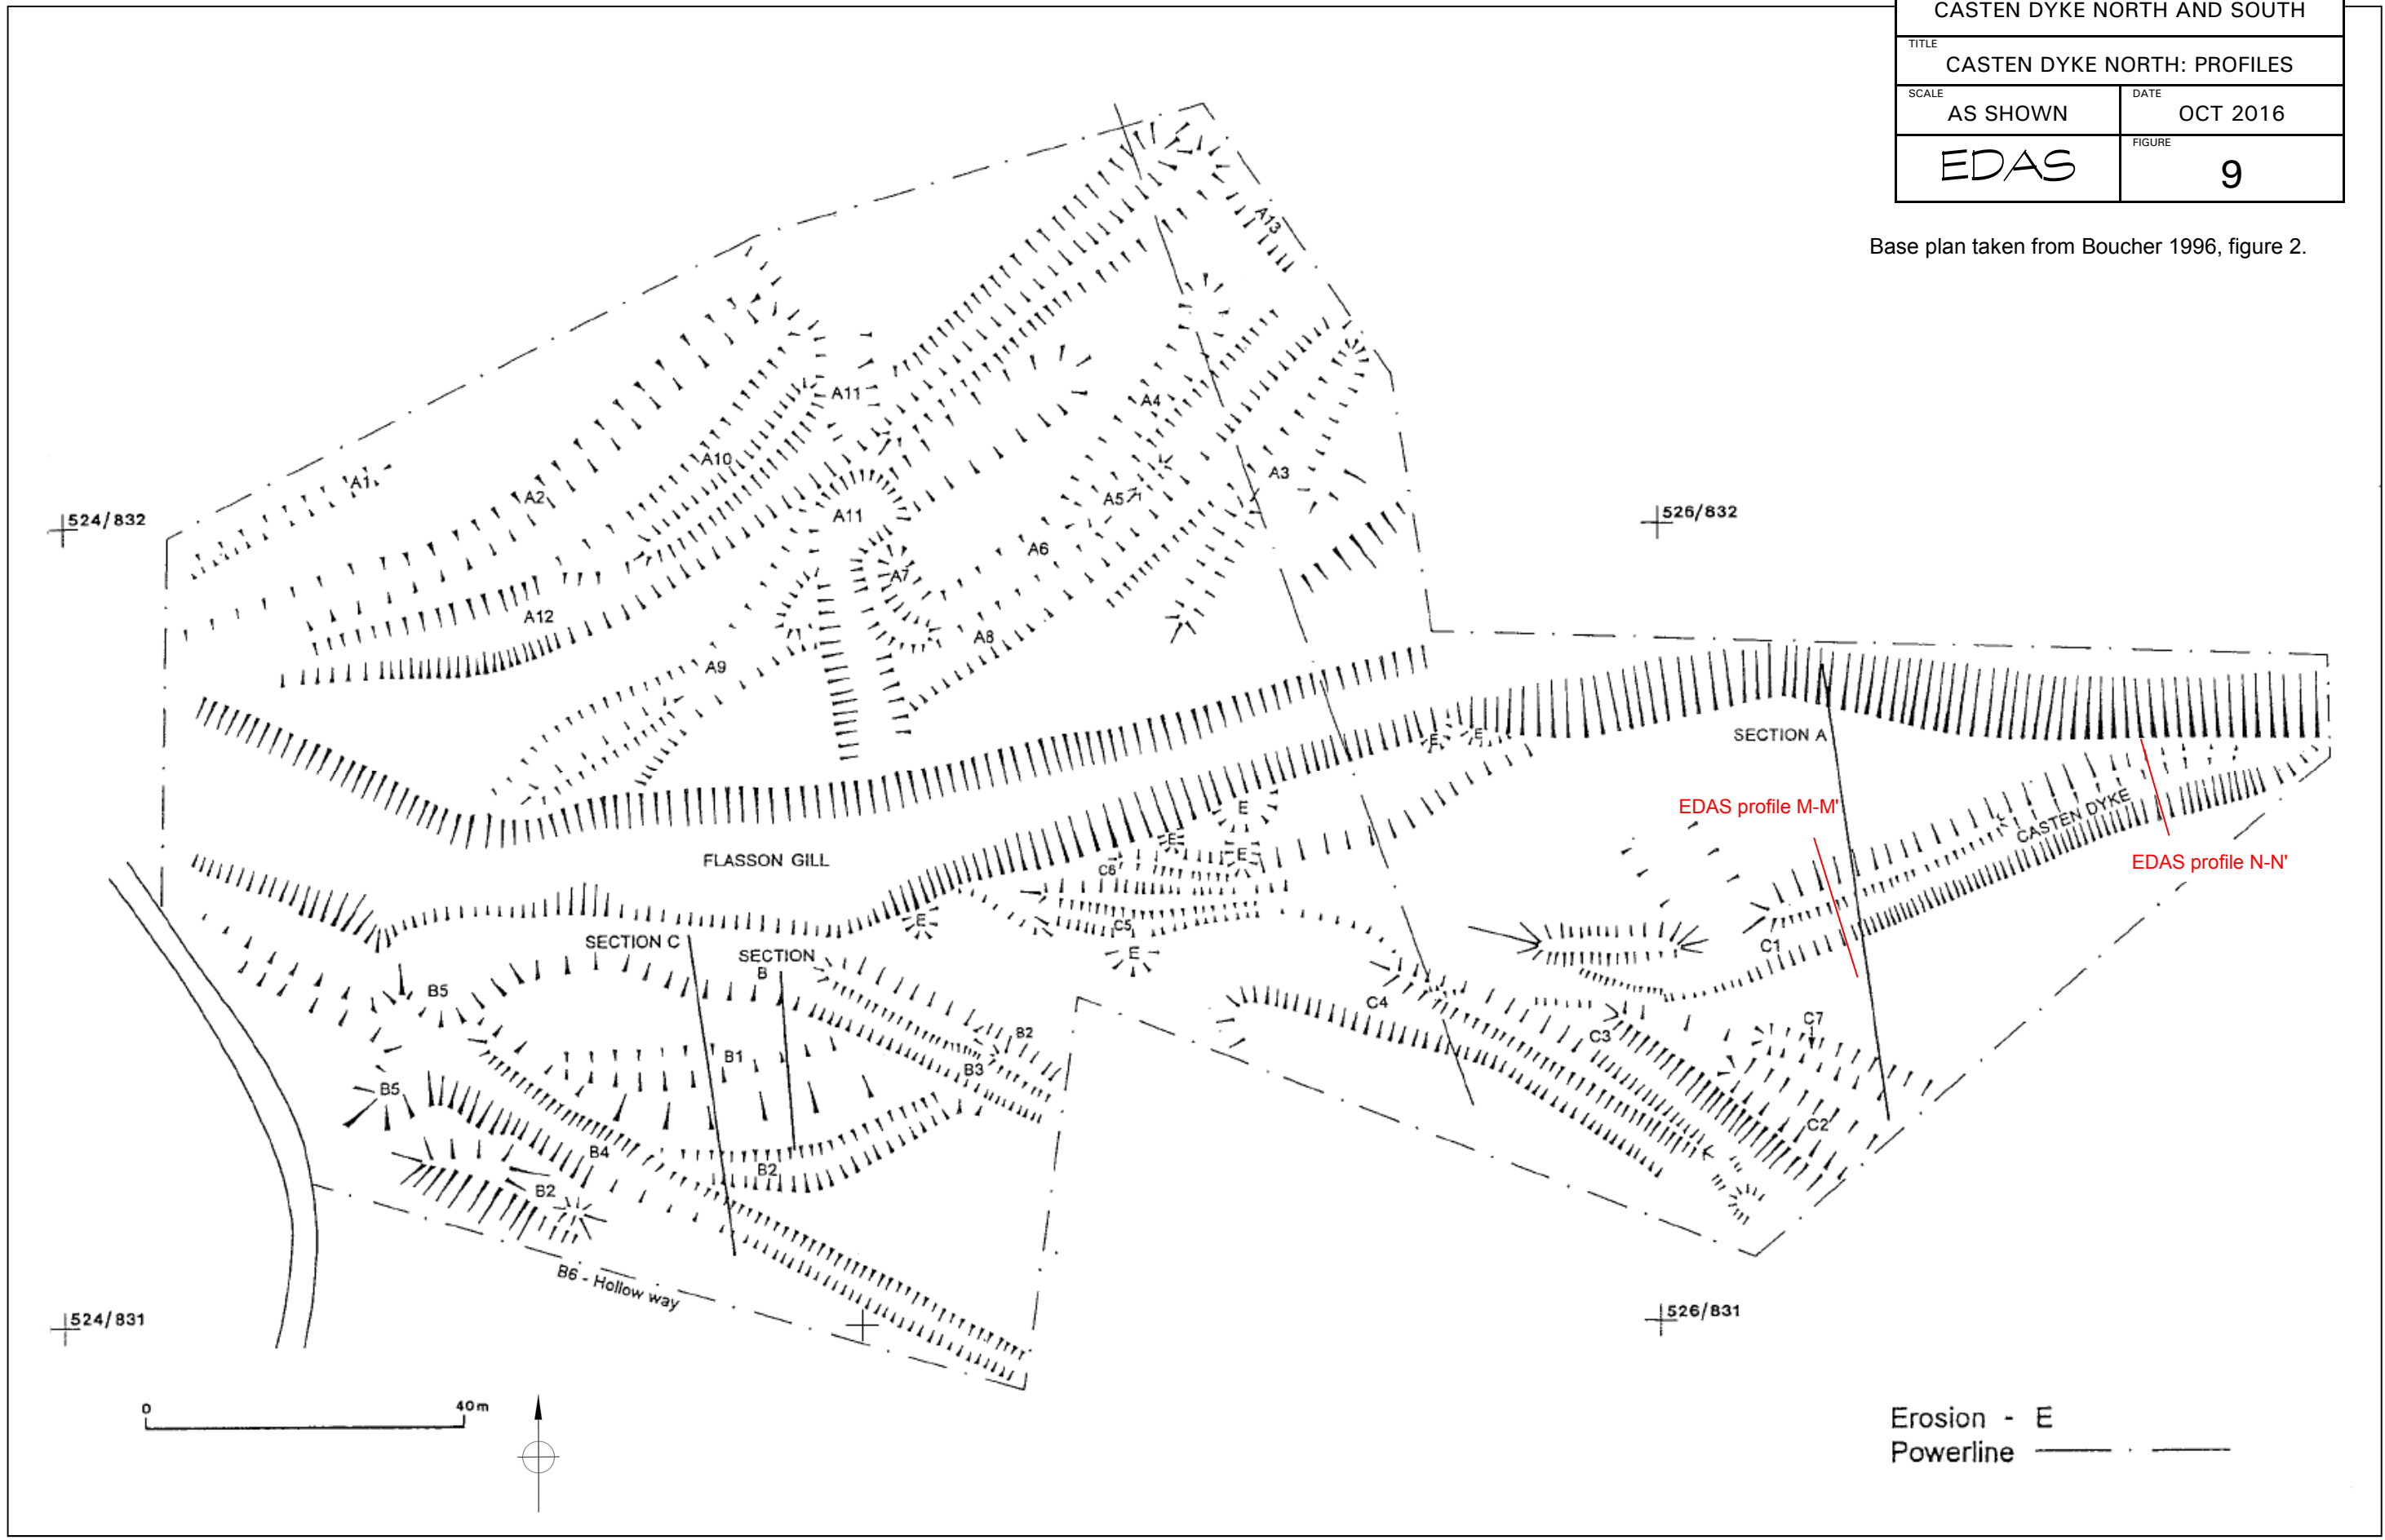 CASTEN DYKE NORTH AND SOUTH
TITLE
CASTEN DYKE NORTH: PROFILES
SCALE
AS SHOWN
DATE
OCT 2016
EDAS
FIGURE
9
Base plan taken from Boucher 1996, figure 2.
A13
A11
A4
A10
A1
A2
A3
A5
524/832
526/832
A11
A6
A7
A12
A8
A9
SECTION A
E
E
EDAS profile M-M'
CASTEN DYKE
E
E
E
FLASSON GILL
EDAS profile N-N'
C6
E
C5
E
C1
SECTION C
SECTION
B
B5
C4
C3
C7
B2
B1
B3
B5
C2
B4
B2
B2
B6 - Hollow way
524/831
526/831
0
40m
Erosion - E
Powerline